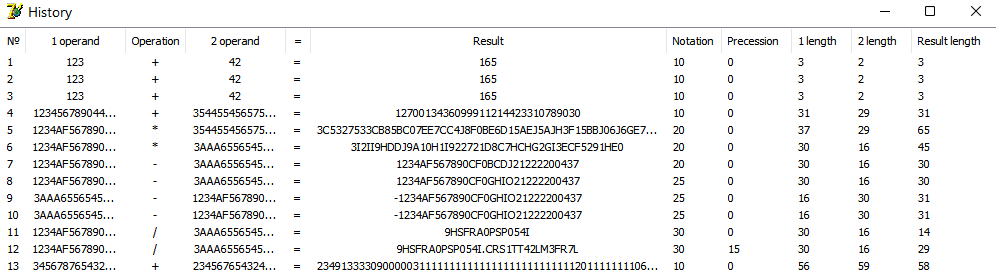 History
№ 1 operand Operation 2 operand = Result Notation Precession 1 length 2 length Result length
1 123 + 42 = 165 10 0 3 2 3
2 123 + 42 = 165 10 0 3 2 3
3 123 + 42 = 165 10 0 3 2 3
4 123456789044... + 354455456575... = 1270013436099911214423310789030 10 0 31 29 31
5 1234AF567890... * 354455456575... = 3C5327533CB85BC07EE7CC4J8F0BE6D15AEJ5AJH3F15BBJ06J6GE7... 20 0 37 29 65
6 1234AF567890... * 3AAA6556545... = 3I2II9HDDJ9A10H1I922721D8C7HCHG2GI3ECF5291HE0 20 0 30 16 45
7 1234AF567890... - 3AAA6556545... = 1234AF567890CF0BCDJ21222200437 20 0 30 16 30
8 1234AF567890... - 3AAA6556545... = 1234AF567890CF0GHIO21222200437 25 0 30 16 30
9 3AAA6556545... - 1234AF567890... = -1234AF567890CF0GHIO21222200437 25 0 16 30 31
10 3AAA6556545... - 1234AF567890... = -1234AF567890CF0GHIO21222200437 25 0 16 30 31
11 1234AF567890... / 3AAA6556545... = 9HSFRA0PSP054I 30 0 30 16 14
12 1234AF567890... / 3AAA6556545... = 9HSFRA0PSP054I.CRS1TT42LM3FR7L 30 15 30 16 29
13 345678765432... + 234567654324... = 10 0 56 59 58